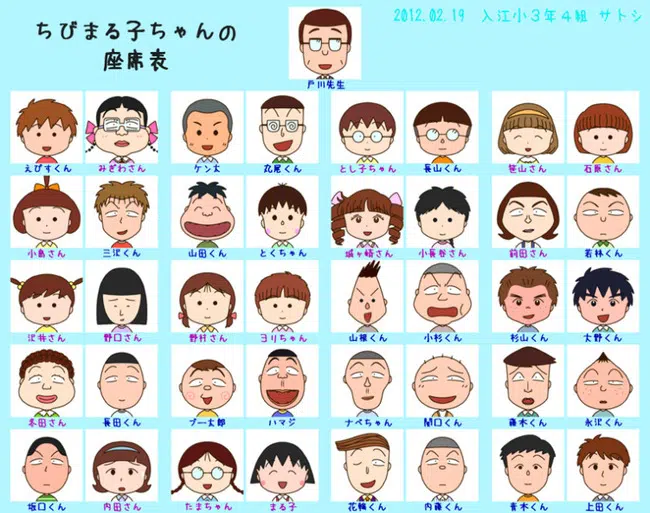 ちびまる子ちゃんの
座席表
2012.02.19 入江小3年4組 サトシ
戸川先生
えびすくん みぎわさん ケン太 丸尾くん とし子ちゃん 長山くん 笹山さん 石原さん
小島さん 三沢くん 山田くん とくちゃん 城ヶ崎さん 小長谷さん 前田さん 若林くん
沢井さん 野口さん 野村さん ヨリちゃん 山根くん 小杉くん 杉山くん 大野くん
冬田さん 長田くん ブー太郎 ハマジ ナベちゃん 関口くん 藤木くん 永沢くん
坂口くん 内田さん たまちゃん まる子 花輪くん 内藤くん 青木くん 上田くん